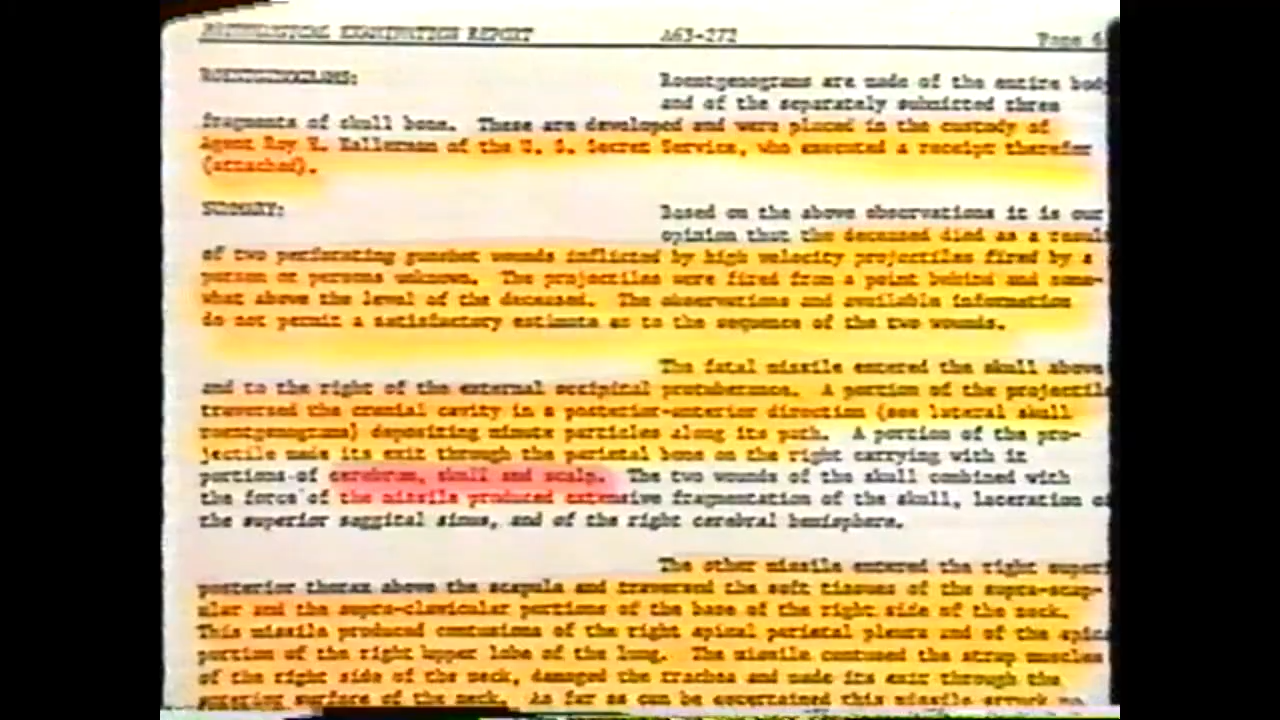 PATHOLOGICAL EXAMINATION REPORT A63-272 Page 6
ROENTGENOGRAMS: Roentgenograms are made of the entire body
and of the separately submitted three
fragments of skull bone. These are developed and were placed in the custody of
Agent Roy H. Kellerman of the U. S. Secret Service, who executed a receipt therefor
(attached).
SUMMARY: Based on the above observations it is our
opinion that the deceased died as a result
of two perforating gunshot wounds inflicted by high velocity projectiles fired by a
person or persons unknown. The projectiles were fired from a point behind and some-
what above the level of the deceased. The observations and available information
do not permit a satisfactory estimate as to the sequence of the two wounds.
The fatal missile entered the skull above
and to the right of the external occipital protuberance. A portion of the projectile
traversed the cranial cavity in a posterior-anterior direction (see lateral skull
roentgenograms) depositing minute particles along its path. A portion of the pro-
jectile made its exit through the parietal bone on the right carrying with it
portions of cerebrum, skull and scalp. The two wounds of the skull combined with
the force of the missile produced extensive fragmentation of the skull, laceration of
the superior saggital sinus, and of the right cerebral hemisphere.
The other missile entered the right superi
posterior thorax above the scapula and traversed the soft tissues of the supra-scap-
ular and the supra-clavicular portions of the base of the right side of the neck.
This missile produced contusions of the right apical parietal pleura and of the apica
portion of the right upper lobe of the lung. The missile contused the strap muscles
of the right side of the neck, damaged the trachea and made its exit through the
anterior surface of the neck. As far as can be ascertained this missile struck no